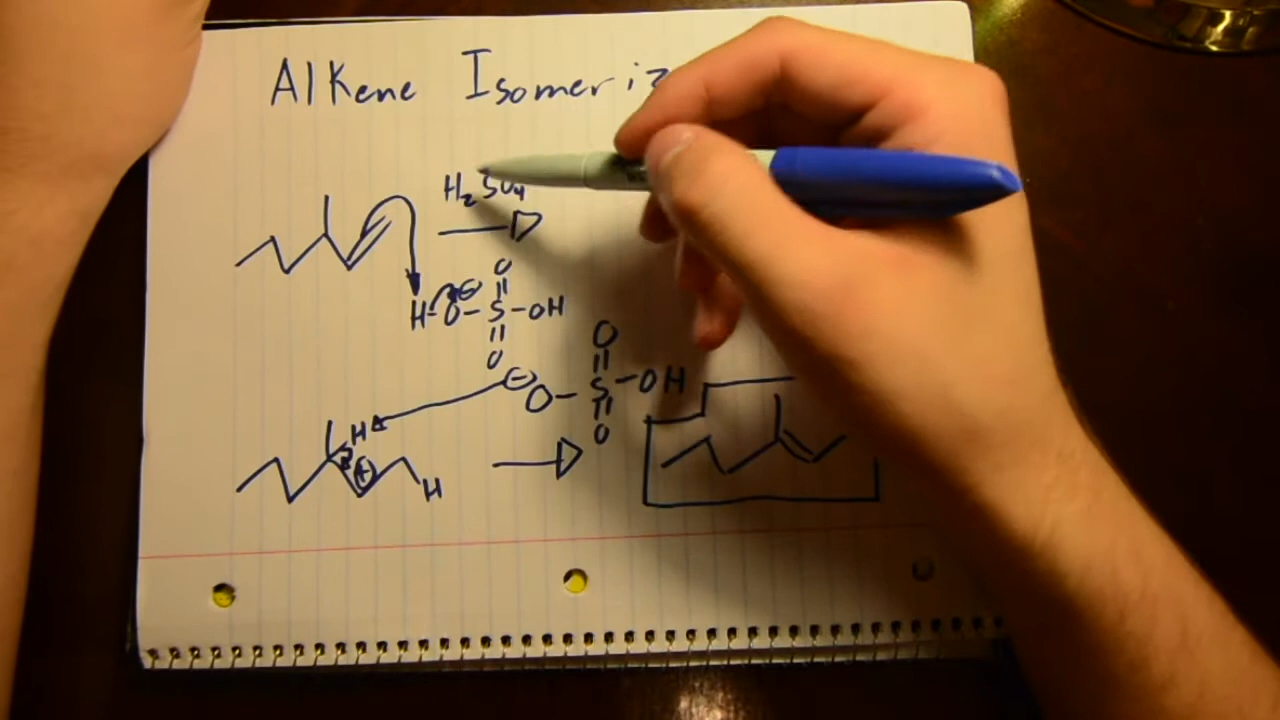 Alkene Isomeriz
H₂SO₄
O ⊖
H-O-S-OH
O
O
⊖ O-S-OH
O
H
⊕
H